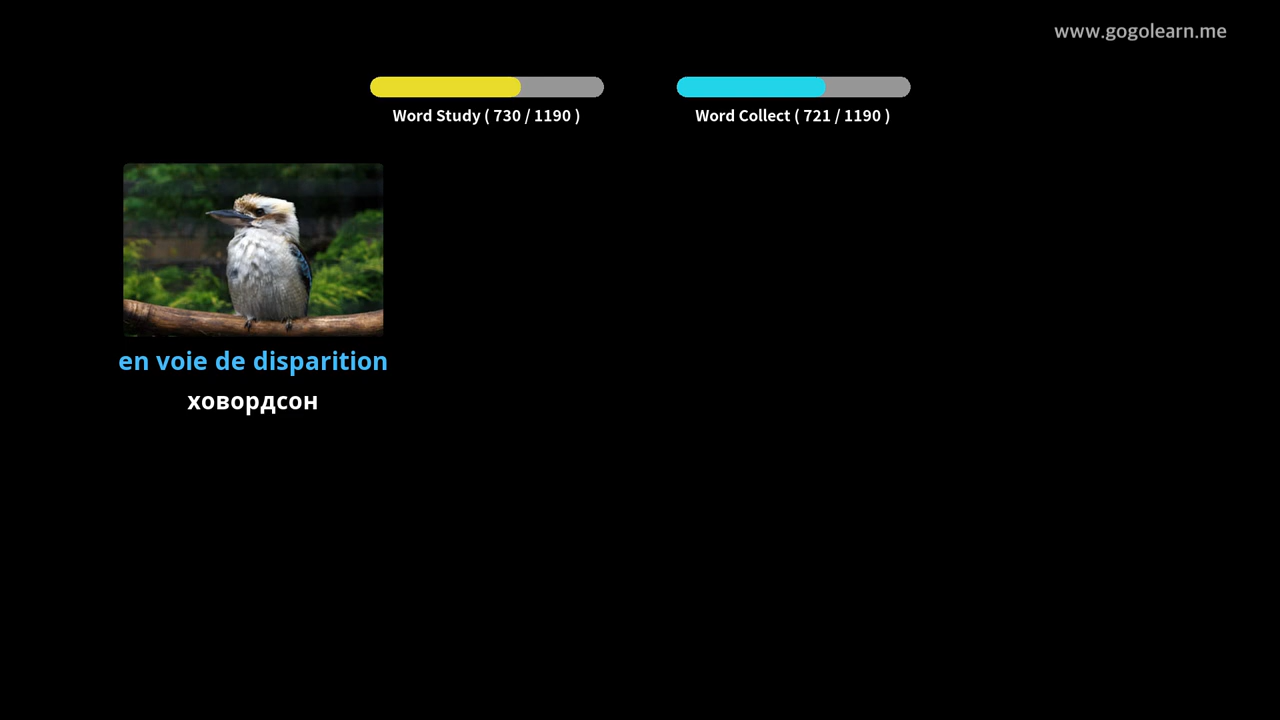 www.gogolearn.me
Word Study ( 730 / 1190 )
Word Collect ( 721 / 1190 )
en voie de disparition
ховордсон